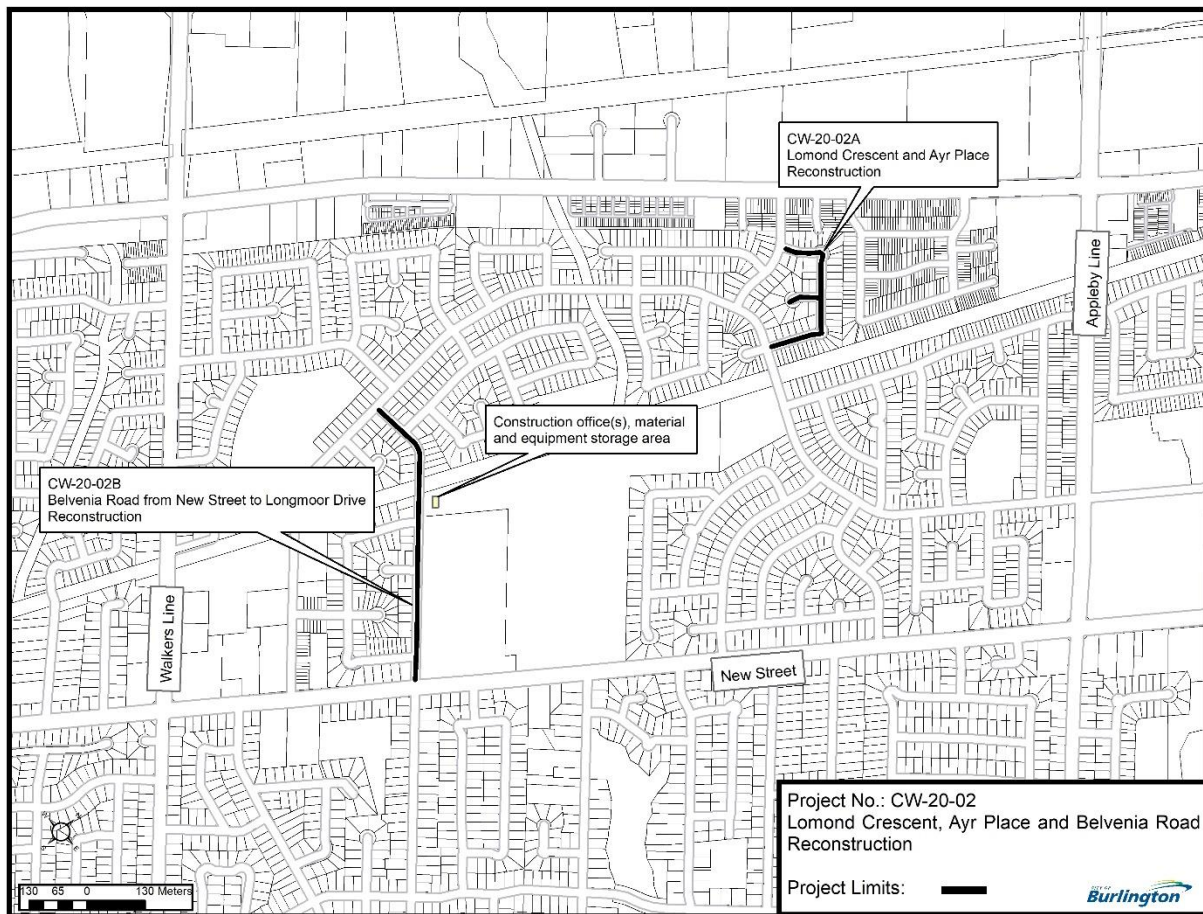 CW-20-02A
Lomond Crescent and Ayr Place
Reconstruction
Appleby Line
Construction office(s), material
and equipment storage area
CW-20-02B
Belvenia Road from New Street to Longmoor Drive
Reconstruction
Walkers Line
New Street
Project No.: CW-20-02
Lomond Crescent, Ayr Place and Belvenia Road
Reconstruction
Project Limits:
130 65 0 130 Meters
CITY OF
Burlington